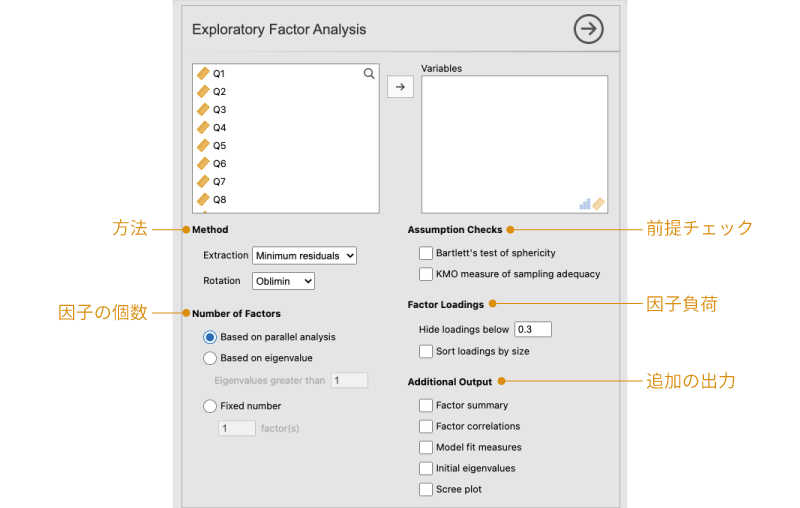 Exploratory Factor Analysis
Q1
Q2
Q3
Q4
Q5
Q6
Q7
Q8
Variables
方法
Method
Extraction Minimum residuals
Rotation Oblimin
因子の個数
Number of Factors
Based on parallel analysis
Based on eigenvalue
Eigenvalues greater than 1
Fixed number
1 factor(s)
Assumption Checks
前提チェック
Bartlett's test of sphericity
KMO measure of sampling adequacy
Factor Loadings
因子負荷
Hide loadings below 0.3
Sort loadings by size
Additional Output
追加の出力
Factor summary
Factor correlations
Model fit measures
Initial eigenvalues
Scree plot